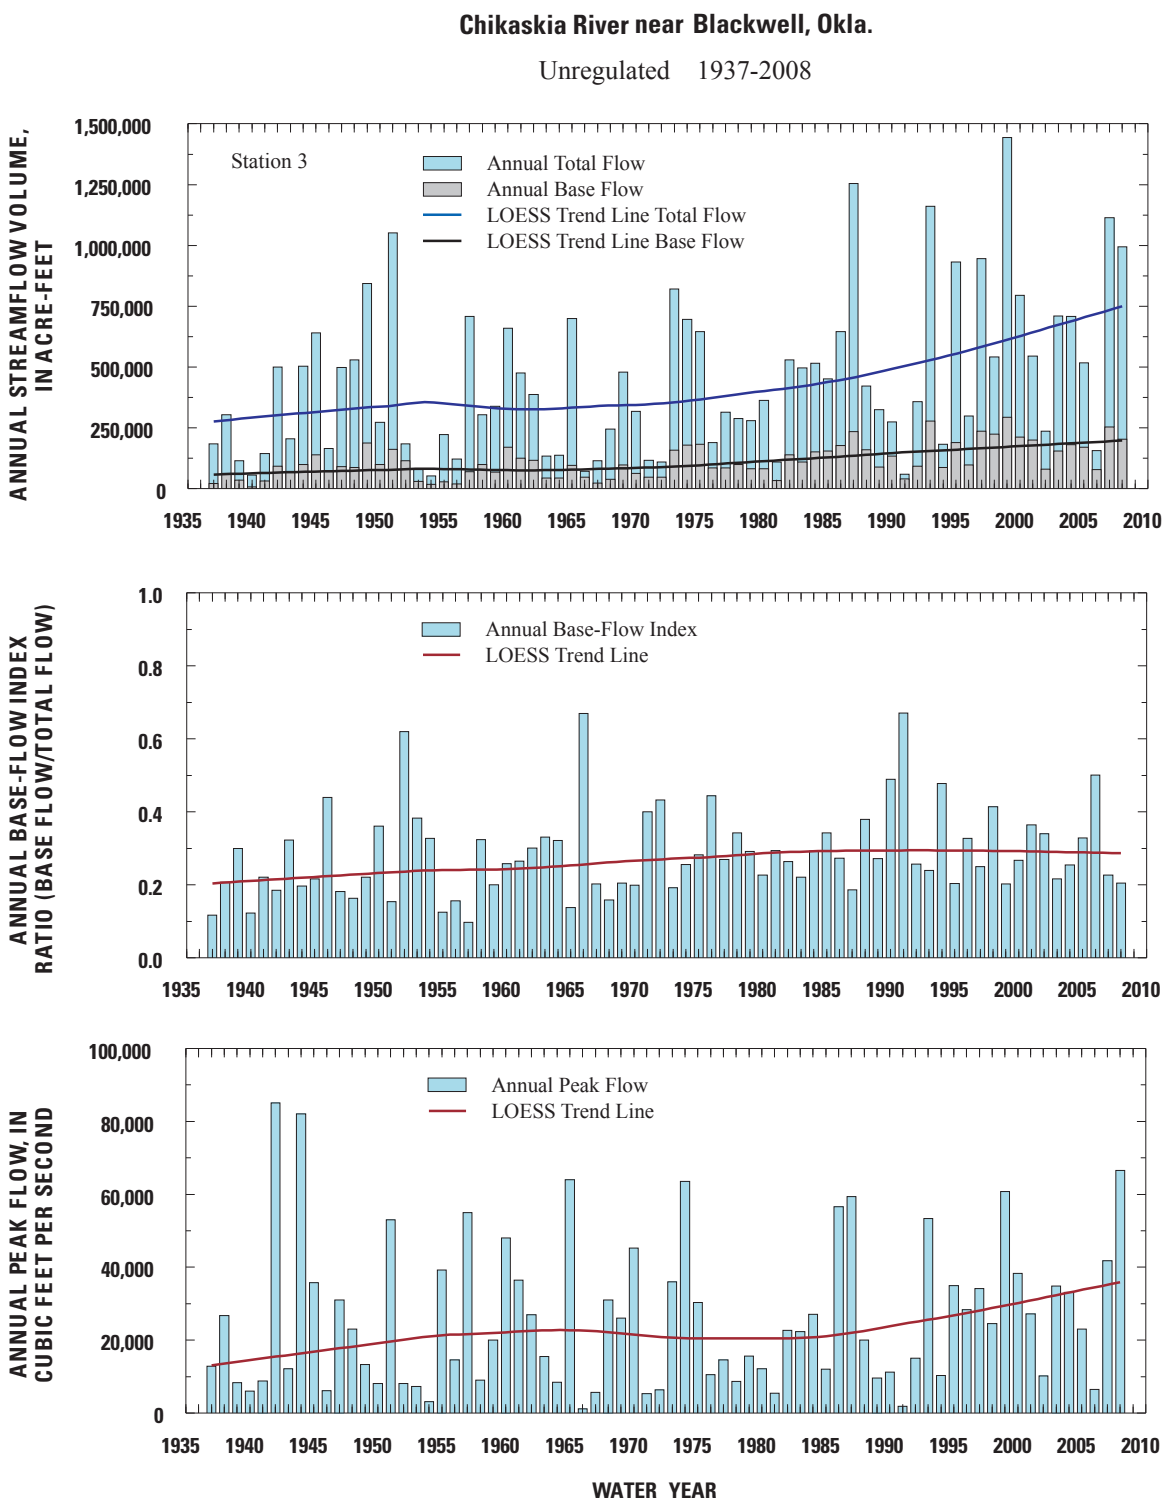 Chikaskia River near Blackwell, Okla.
Unregulated 1937-2008
ANNUAL STREAMFLOW VOLUME,
IN ACRE-FEET
1,500,000
1,250,000
1,000,000
750,000
500,000
250,000
0
Station 3
Annual Total Flow
Annual Base Flow
LOESS Trend Line Total Flow
LOESS Trend Line Base Flow
1935 1940 1945 1950 1955 1960 1965 1970 1975 1980 1985 1990 1995 2000 2005 2010
ANNUAL BASE-FLOW INDEX
RATIO (BASE FLOW/TOTAL FLOW)
1.0
0.8
0.6
0.4
0.2
0.0
Annual Base-Flow Index
LOESS Trend Line
1935 1940 1945 1950 1955 1960 1965 1970 1975 1980 1985 1990 1995 2000 2005 2010
ANNUAL PEAK FLOW, IN
CUBIC FEET PER SECOND
100,000
80,000
60,000
40,000
20,000
0
Annual Peak Flow
LOESS Trend Line
1935 1940 1945 1950 1955 1960 1965 1970 1975 1980 1985 1990 1995 2000 2005 2010
WATER YEAR